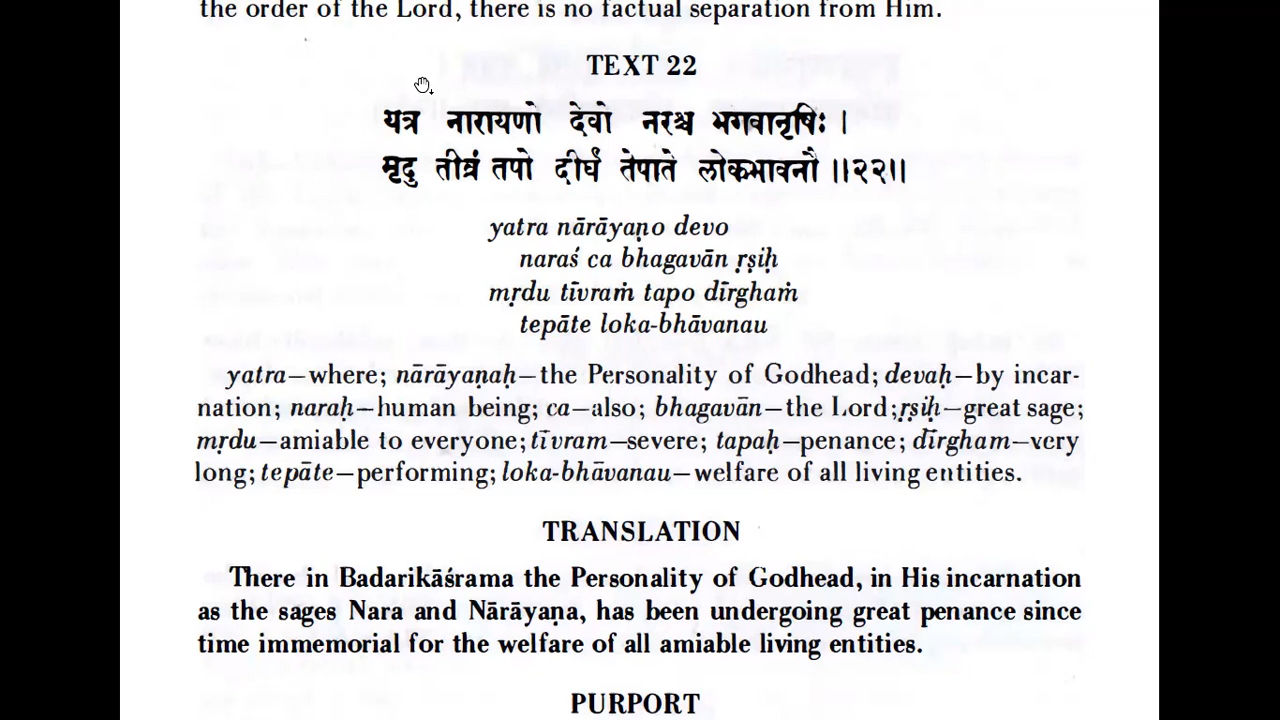 the order of the Lord, there is no factual separation from Him.
TEXT 22
यत्र नारायणो देवो नरश्च भगवानृषिः ।
मृदु तीव्रं तपो दीर्घं तेपाते लोकभावनौ ॥२२॥
yatra nārāyaṇo devo
naraś ca bhagavān ṛṣiḥ
mṛdu tīvraṁ tapo dīrghaṁ
tepāte loka-bhāvanau
yatra—where; nārāyaṇaḥ—the Personality of Godhead; devaḥ—by incar-
nation; naraḥ—human being; ca—also; bhagavān—the Lord; ṛṣiḥ—great sage;
mṛdu—amiable to everyone; tīvram—severe; tapaḥ—penance; dīrgham—very
long; tepāte—performing; loka-bhāvanau—welfare of all living entities.
TRANSLATION
There in Badarikāśrama the Personality of Godhead, in His incarnation
as the sages Nara and Nārāyaṇa, has been undergoing great penance since
time immemorial for the welfare of all amiable living entities.
PURPORT